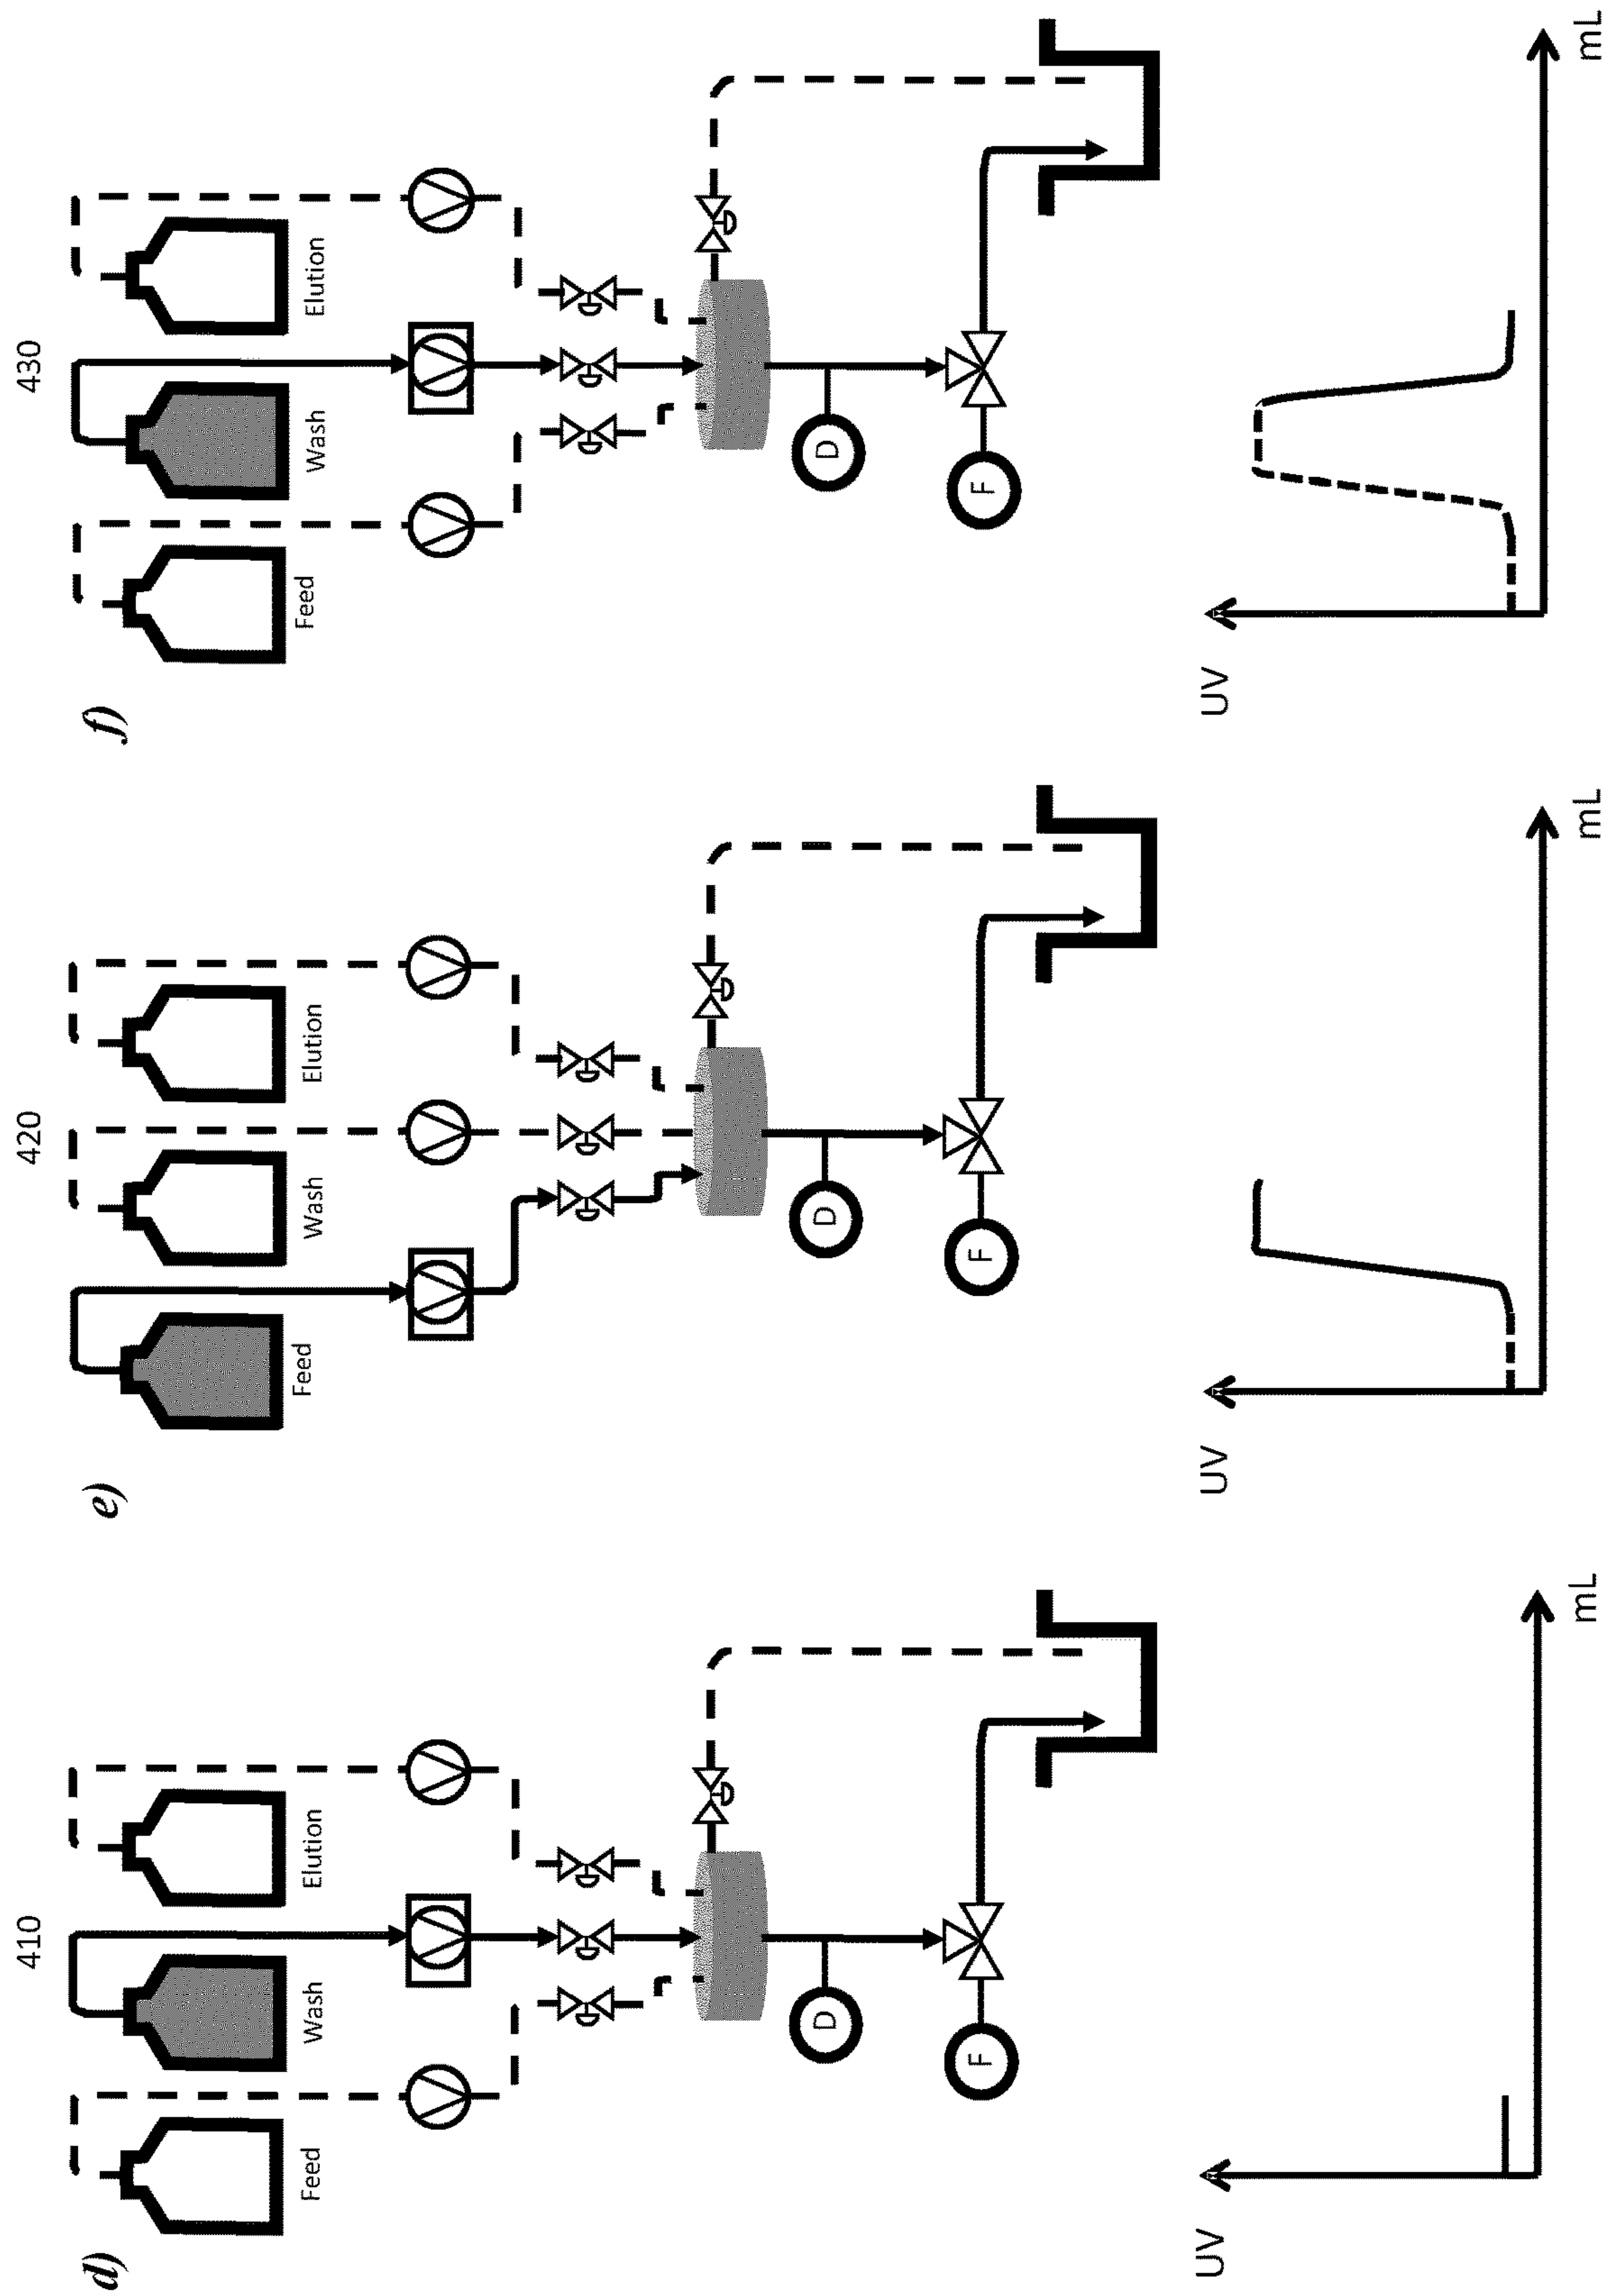 d)
410
Feed
Wash
Elution
D
F
UV
mL
e)
420
Feed
Wash
Elution
D
F
UV
mL
f)
430
Feed
Wash
Elution
D
F
UV
mL